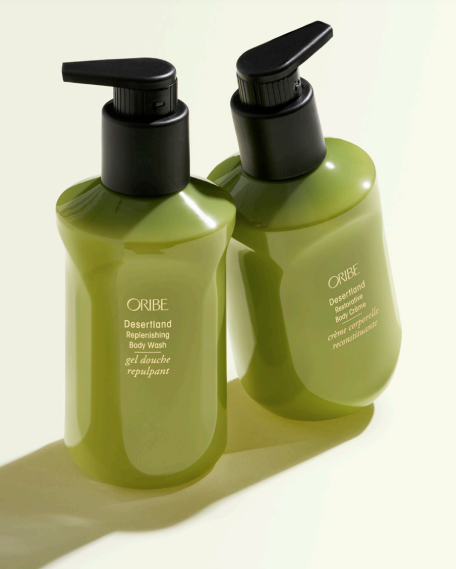 ORIBE
Desertland
Replenishing
Body Wash
gel douche
repulpant
ORIBE
Desertland
Restorative
Body Crème
crème corporelle
reconstituante